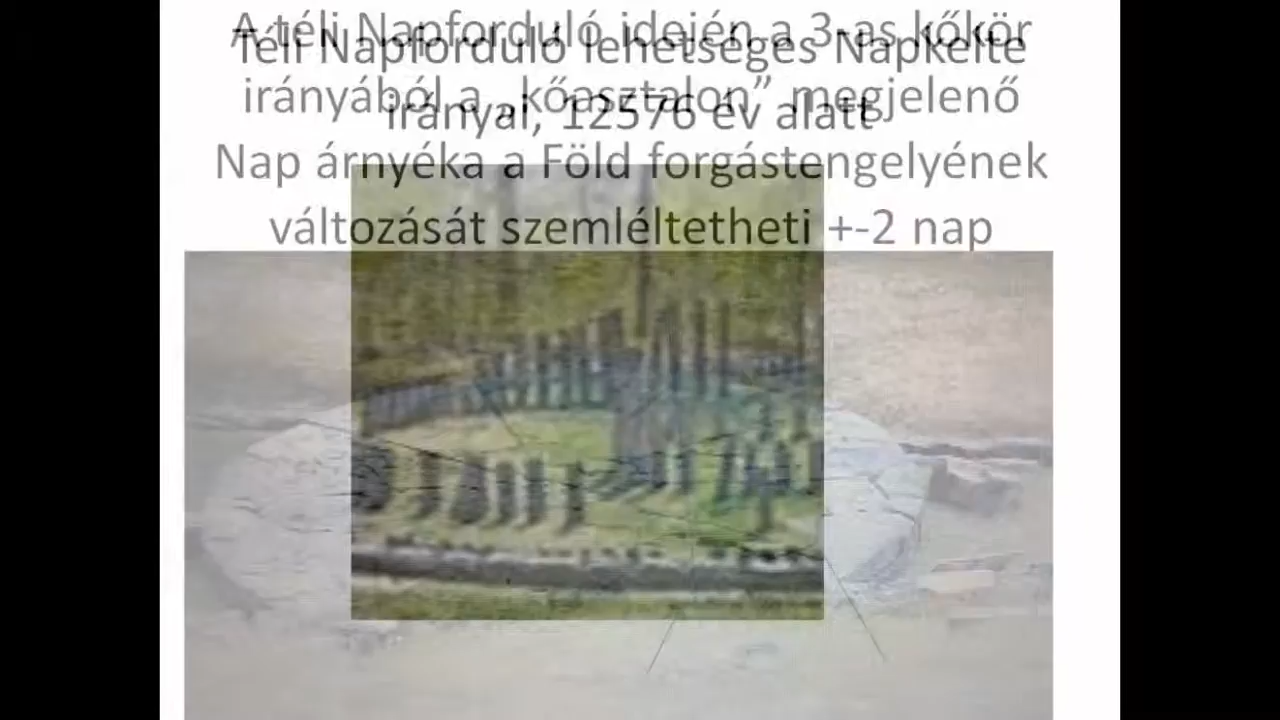 A téli Napforduló idején a 3-as kőkör
irányából a „kőasztalon” megjelenő
Nap árnyéka a Föld forgástengelyének
változását szemléltetheti +-2 nap
Téli Napforduló lehetséges Napkelte
irányai, 12576 év alatt